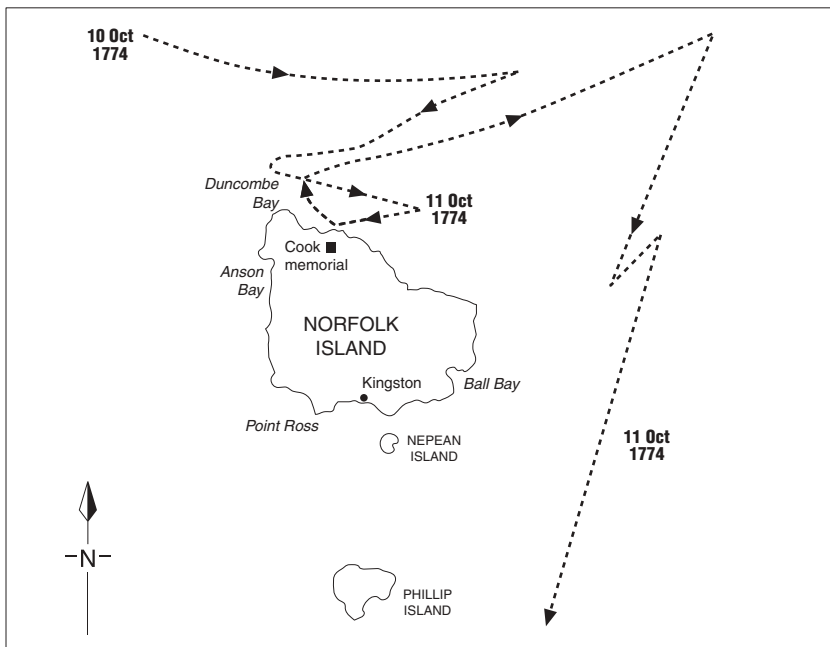 10 Oct
1774
Duncombe
Bay
11 Oct
1774
Cook
memorial
Anson
Bay
NORFOLK
ISLAND
Kingston
Ball Bay
Point Ross
11 Oct
1774
NEPEAN
ISLAND
N
PHILLIP
ISLAND